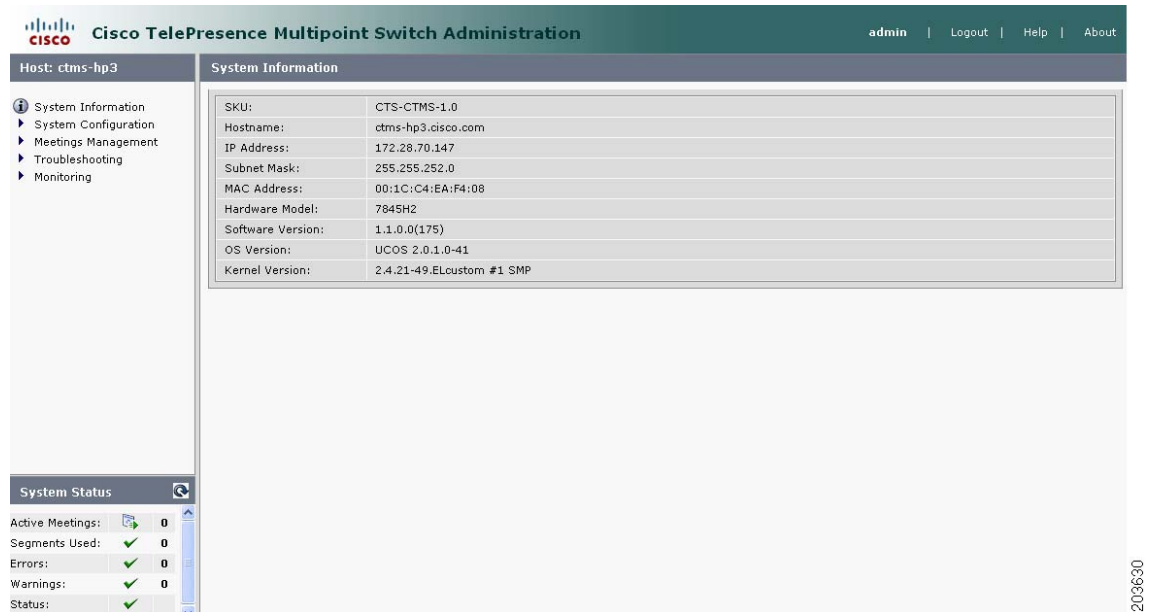 CISCO Cisco TelePresence Multipoint Switch Administration admin | Logout | Help | About
Host: ctms-hp3
System Information
System Information
System Configuration
Meetings Management
Troubleshooting
Monitoring
SKU: CTS-CTMS-1.0
Hostname: ctms-hp3.cisco.com
IP Address: 172.28.70.147
Subnet Mask: 255.255.252.0
MAC Address: 00:1C:C4:EA:F4:08
Hardware Model: 7845H2
Software Version: 1.1.0.0(175)
OS Version: UCOS 2.0.1.0-41
Kernel Version: 2.4.21-49.ELcustom #1 SMP
System Status
Active Meetings: 0
Segments Used: 0
Errors: 0
Warnings: 0
Status:
203630